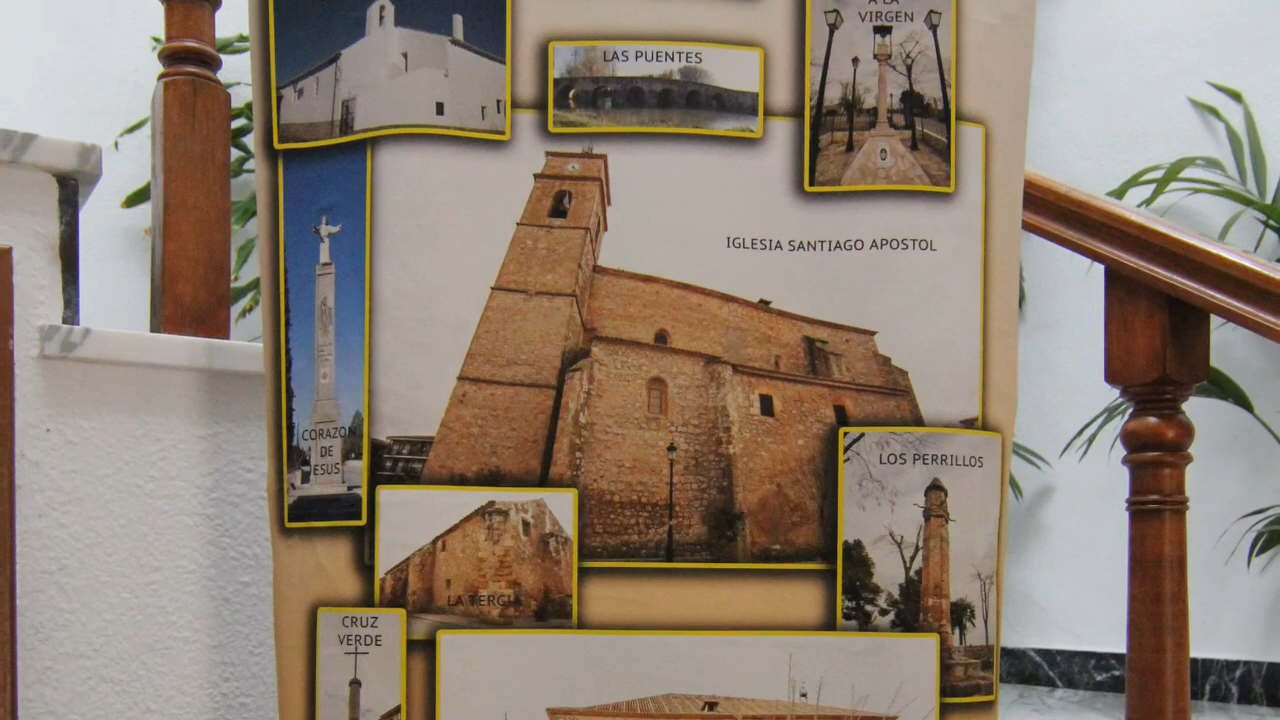 A LA
VIRGEN
LAS PUENTES
IGLESIA SANTIAGO APOSTOL
CORAZON
DE
JESUS
LOS PERRILLOS
LA TERCIA
CRUZ
VERDE